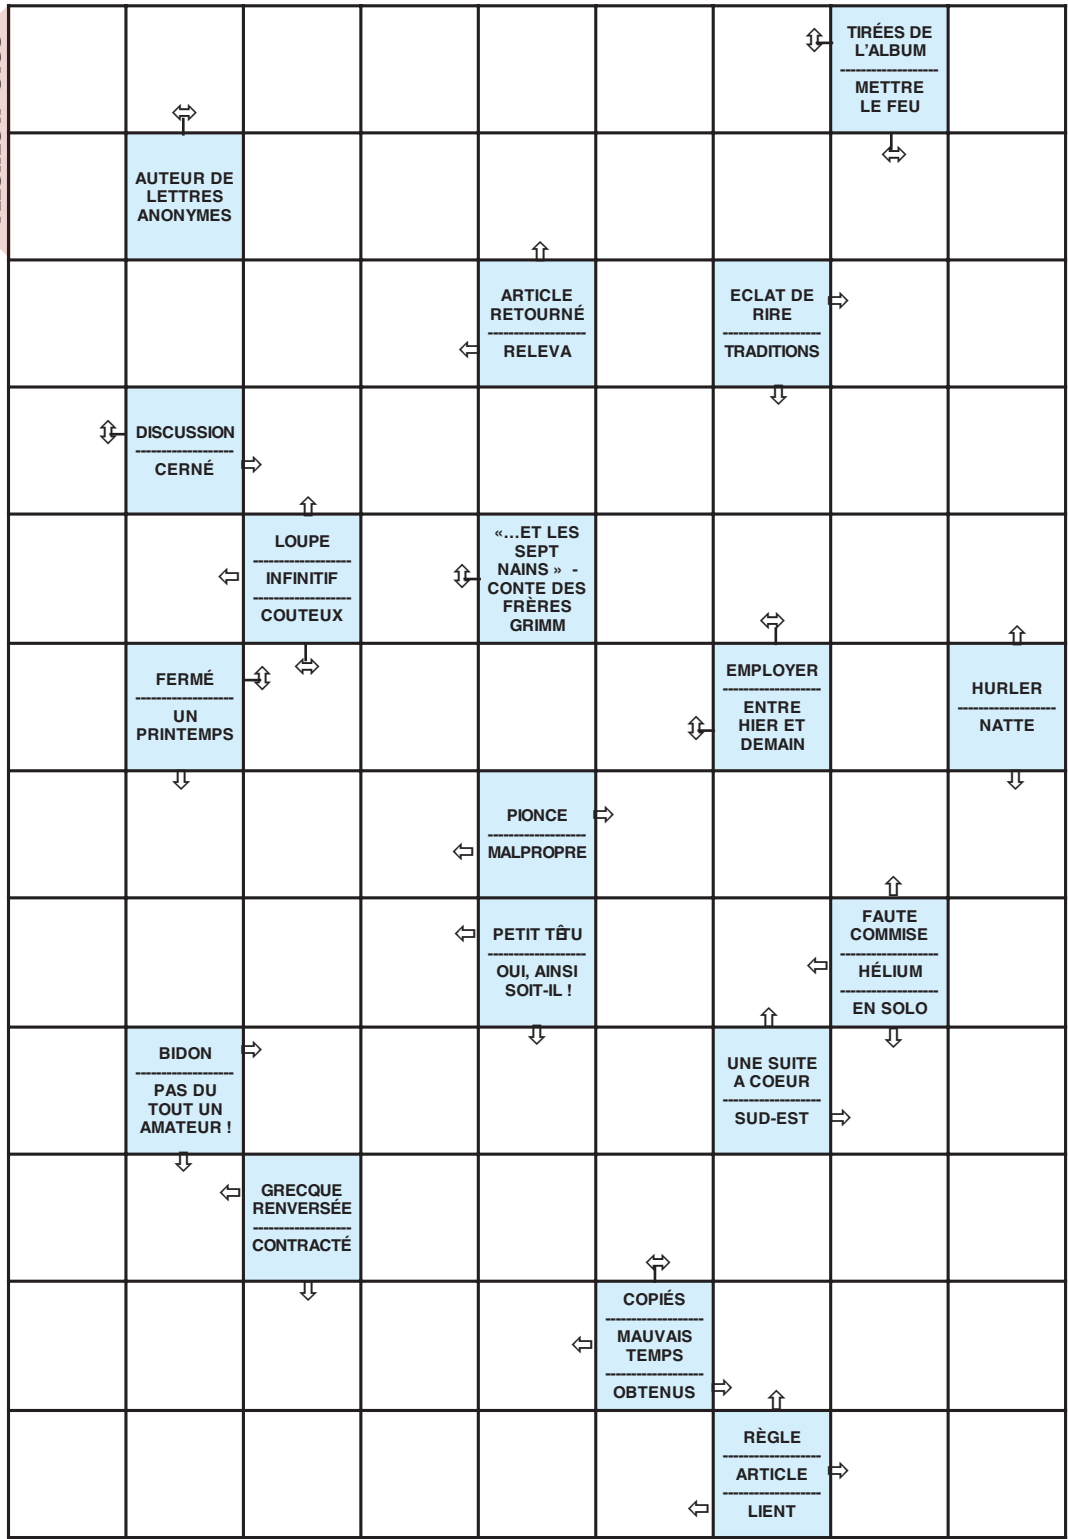 TIRÉES DE
L'ALBUM
METTRE
LE FEU
AUTEUR DE
LETTRES
ANONYMES
ARTICLE
RETOURNÉ
RELEVA
ECLAT DE
RIRE
TRADITIONS
DISCUSSION
CERNÉ
LOUPE
INFINITIF
COUTEUX
«...ET LES
SEPT
NAINS » -
CONTE DES
FRÈRES
GRIMM
FERMÉ
UN
PRINTEMPS
EMPLOYER
ENTRE
HIER ET
DEMAIN
HURLER
NATTE
PIONCE
MALPROPRE
PETIT TÊTU
OUI, AINSI
SOIT-IL !
FAUTE
COMMISE
HÉLIUM
EN SOLO
BIDON
PAS DU
TOUT UN
AMATEUR !
UNE SUITE
A COEUR
SUD-EST
GRECQUE
RENVERSÉE
CONTRACTÉ
COPIÉS
MAUVAIS
TEMPS
OBTENUS
RÈGLE
ARTICLE
LIENT